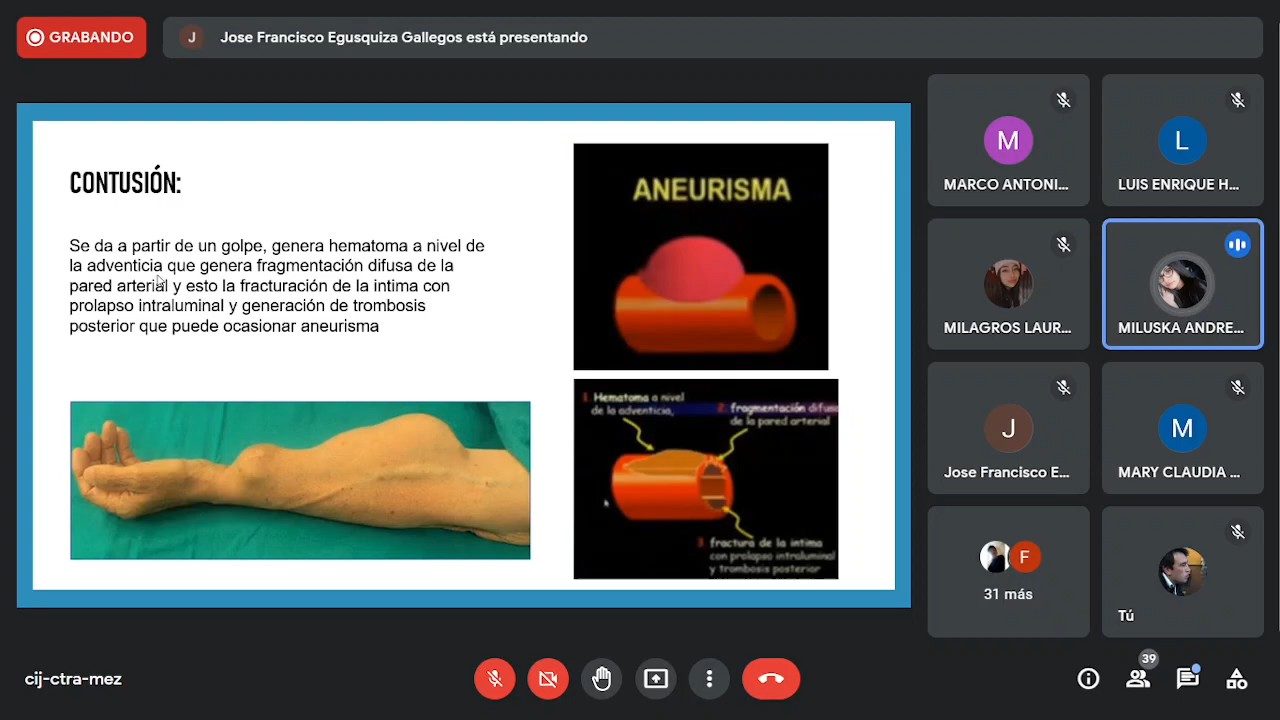 GRABANDO
J
Jose Francisco Egusquiza Gallegos está presentando
CONTUSIÓN:
Se da a partir de un golpe, genera hematoma a nivel de
la adventicia que genera fragmentación difusa de la
pared arterial y esto la fracturación de la intima con
prolapso intraluminal y generación de trombosis
posterior que puede ocasionar aneurisma
ANEURISMA
1. Hematoma a nivel
de la adventicia,
2. fragmentación difusa
de la pared arterial
3. fractura de la intima
con prolapso intraluminal
y trombosis posterior
M
MARCO ANTONI...
L
LUIS ENRIQUE H...
MILAGROS LAUR...
MILUSKA ANDRE...
J
Jose Francisco E...
M
MARY CLAUDIA ...
F
31 más
Tú
cij-ctra-mez
39